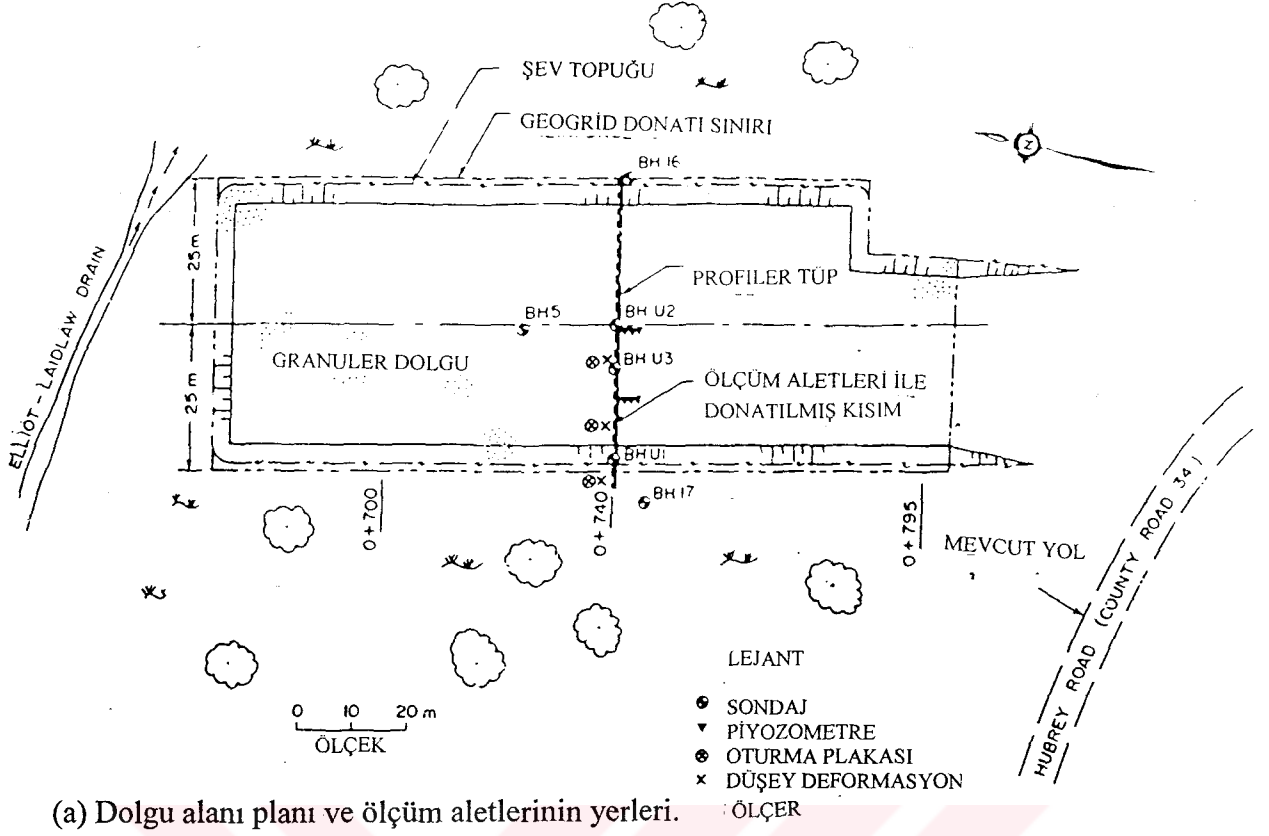 ŞEV TOPUĞU
GEOGRİD DONATI SINIRI
BH 16
Z
25 m
PROFILER TÜP
BH 5
BH U2
GRANULER DOLGU
BH U3
ÖLÇÜM ALETLERİ İLE
DONATILMIŞ KISIM
25 m
ELLIOT-LAIDLAW DRAIN
BH U1
BH 17
0+700
0+740
0+795
MEVCUT YOL
HUBREY ROAD (COUNTY ROAD 34)
LEJANT
0 10 20 m
ÖLÇEK
SONDAJ
PİYOZOMETRE
OTURMA PLAKASI
DÜŞEY DEFORMASYON
ÖLÇER
(a) Dolgu alanı planı ve ölçüm aletlerinin yerleri.